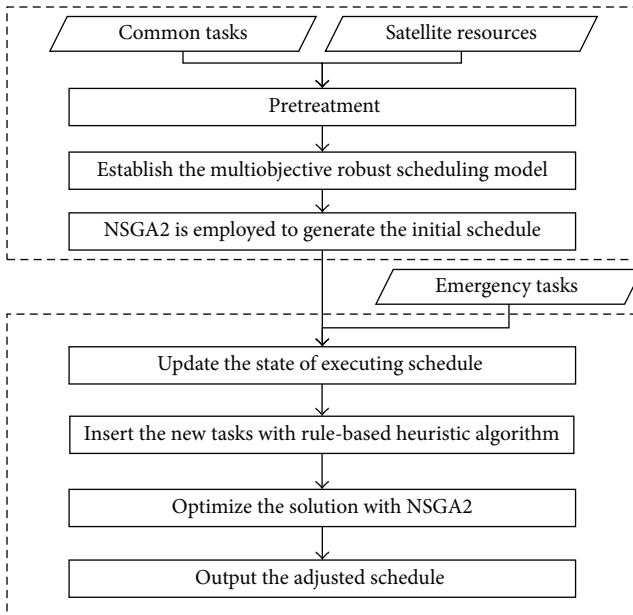 Common tasks
Satellite resources
Pretreatment
Establish the multiobjective robust scheduling model
NSGA2 is employed to generate the initial schedule
Emergency tasks
Update the state of executing schedule
Insert the new tasks with rule-based heuristic algorithm
Optimize the solution with NSGA2
Output the adjusted schedule